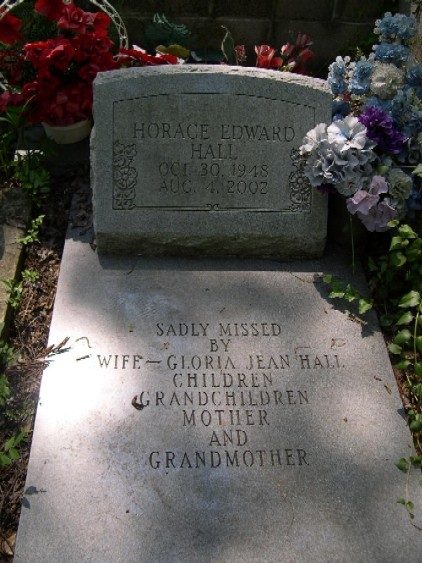 HORACE EDWARD
HALL
OCT. 30, 1948
AUG. 4, 2002
SADLY MISSED
BY
WIFE—GLORIA JEAN HALL
CHILDREN
GRANDCHILDREN
MOTHER
AND
GRANDMOTHER